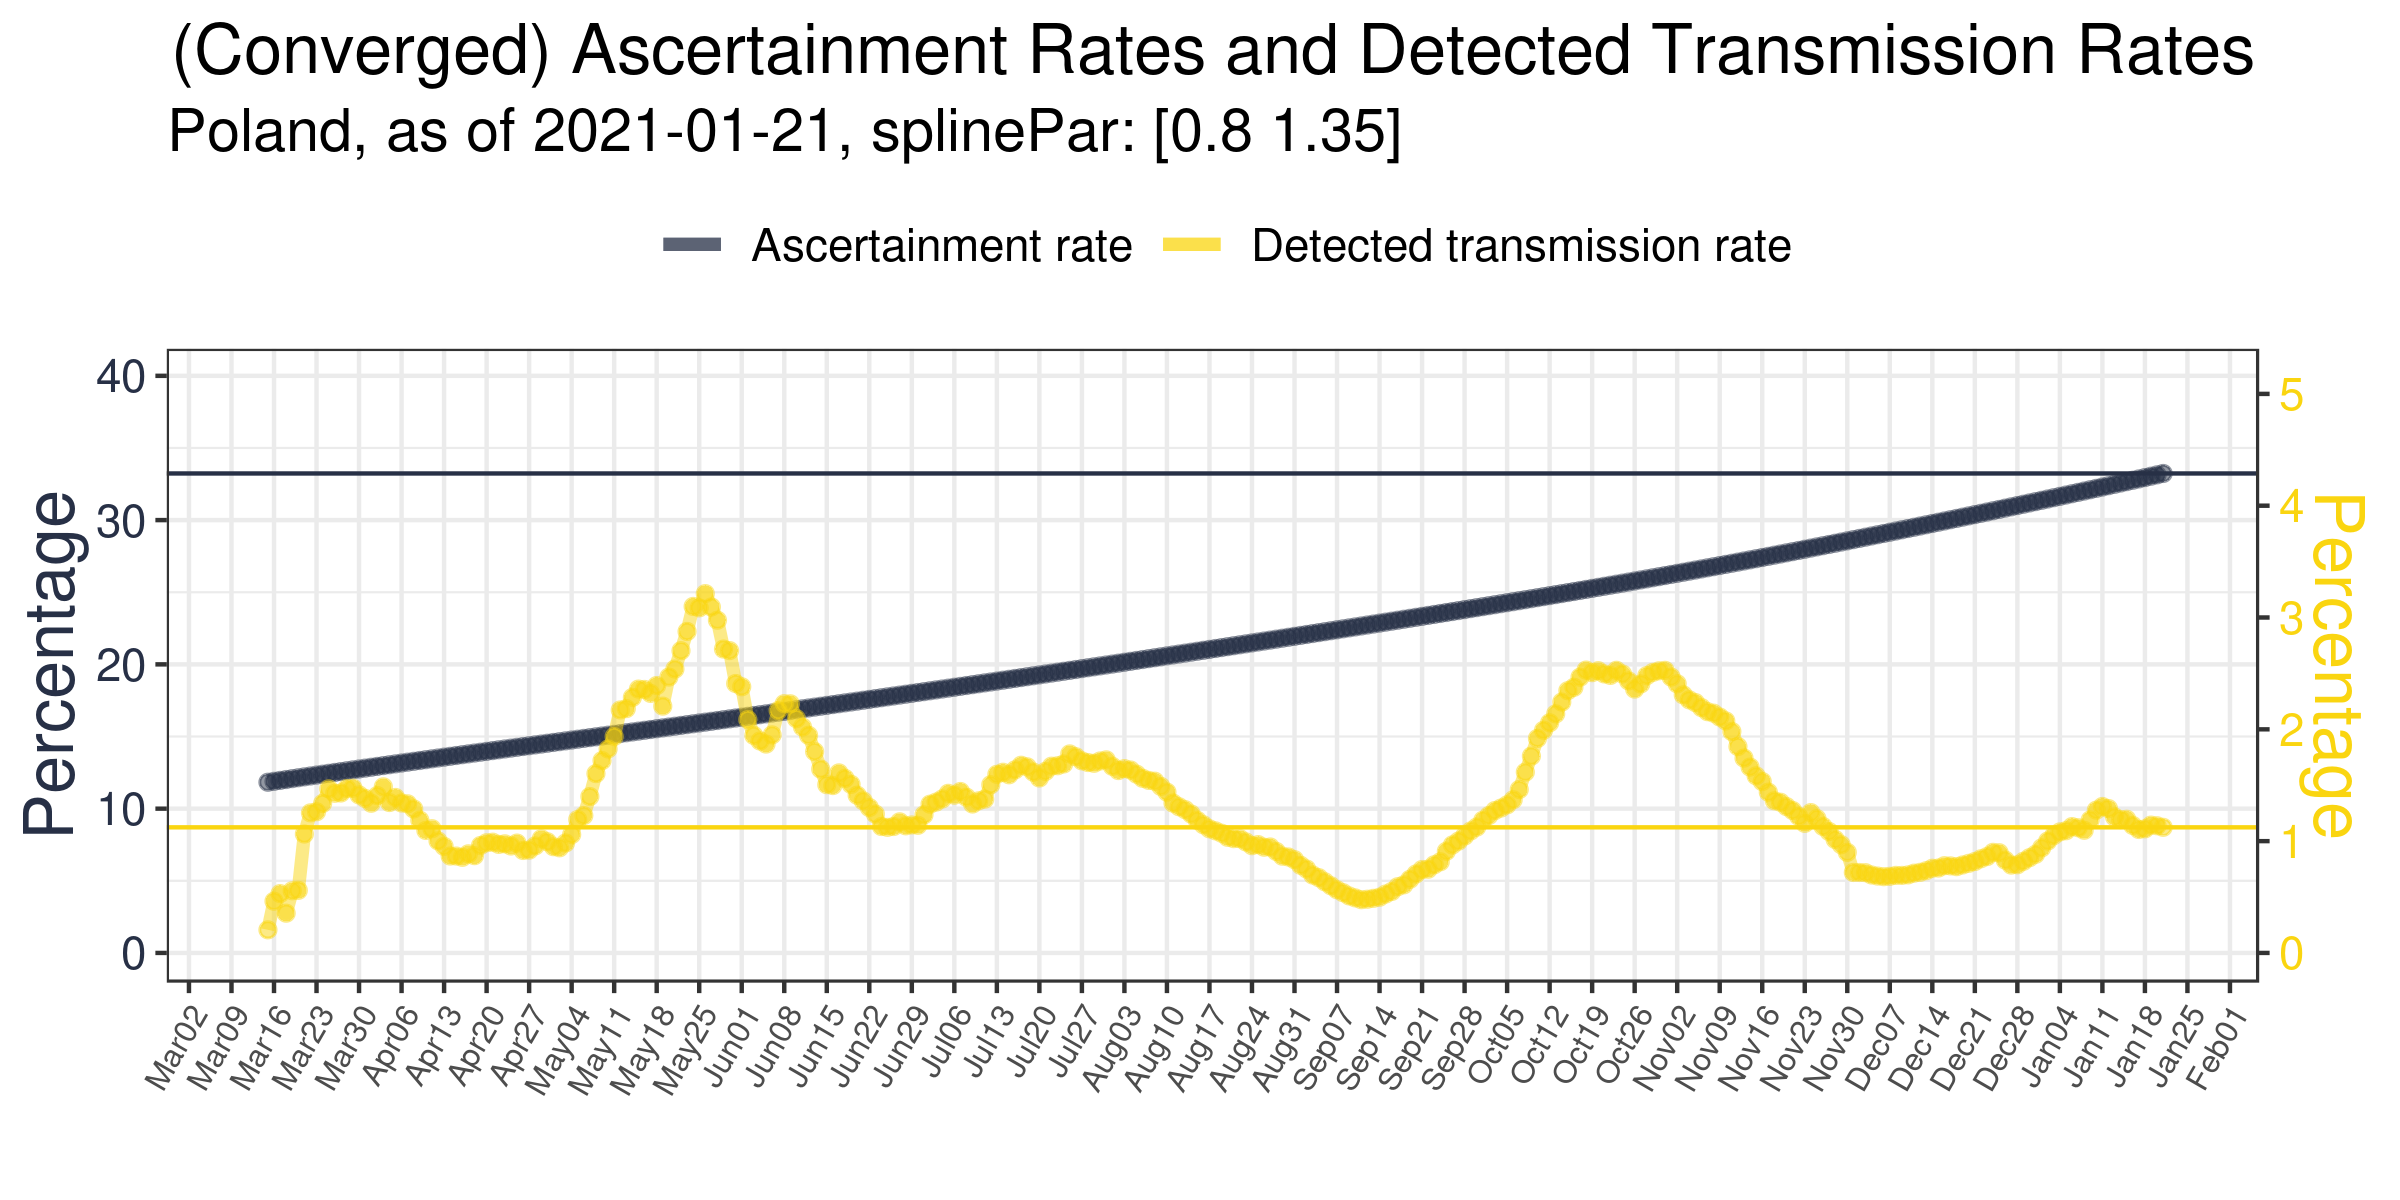 (Converged) Ascertainment Rates and Detected Transmission Rates
Poland, as of 2021-01-21, splinePar: [0.8 1.35]
Ascertainment rate
Detected transmission rate
Percentage
40
30
20
10
0
5
4
3
2
1
0
Percentage
Mar02
Mar09
Mar16
Mar23
Mar30
Apr06
Apr13
Apr20
Apr27
May04
May11
May18
May25
Jun01
Jun08
Jun15
Jun22
Jun29
Jul06
Jul13
Jul20
Jul27
Aug03
Aug10
Aug17
Aug24
Aug31
Sep07
Sep14
Sep21
Sep28
Oct05
Oct12
Oct19
Oct26
Nov02
Nov09
Nov16
Nov23
Nov30
Dec07
Dec14
Dec21
Dec28
Jan04
Jan11
Jan18
Jan25
Feb01